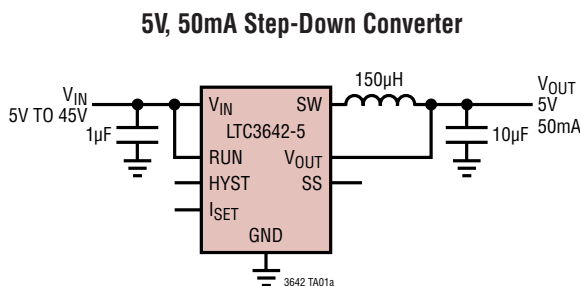 5V, 50mA Step-Down Converter
150µH
VIN
5V TO 45V
1µF
VIN
SW
LTC3642-5
RUN
VOUT
HYST
SS
ISET
GND
VOUT
5V
50mA
10µF
3642 TA01a